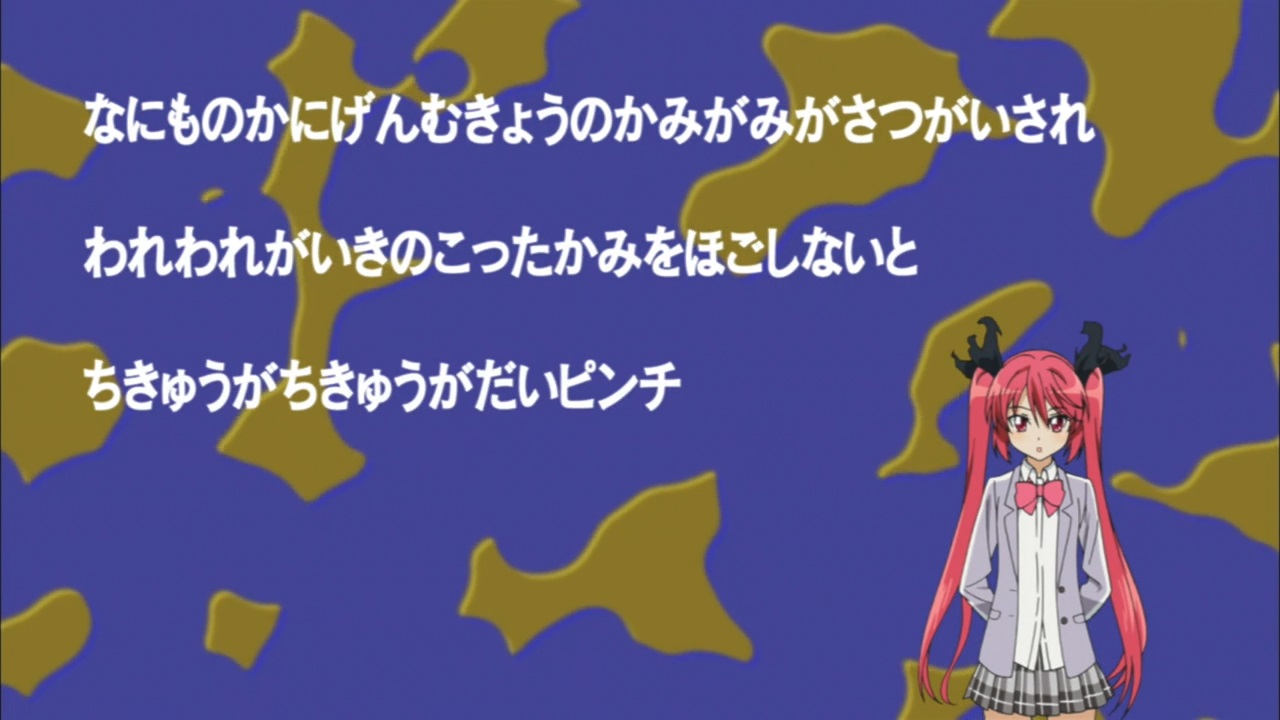 なにものかにげんむきょうのかみがみがさつがいされ
われわれがいきのこったかみをほごしないと
ちきゅうがちきゅうがだいピンチ